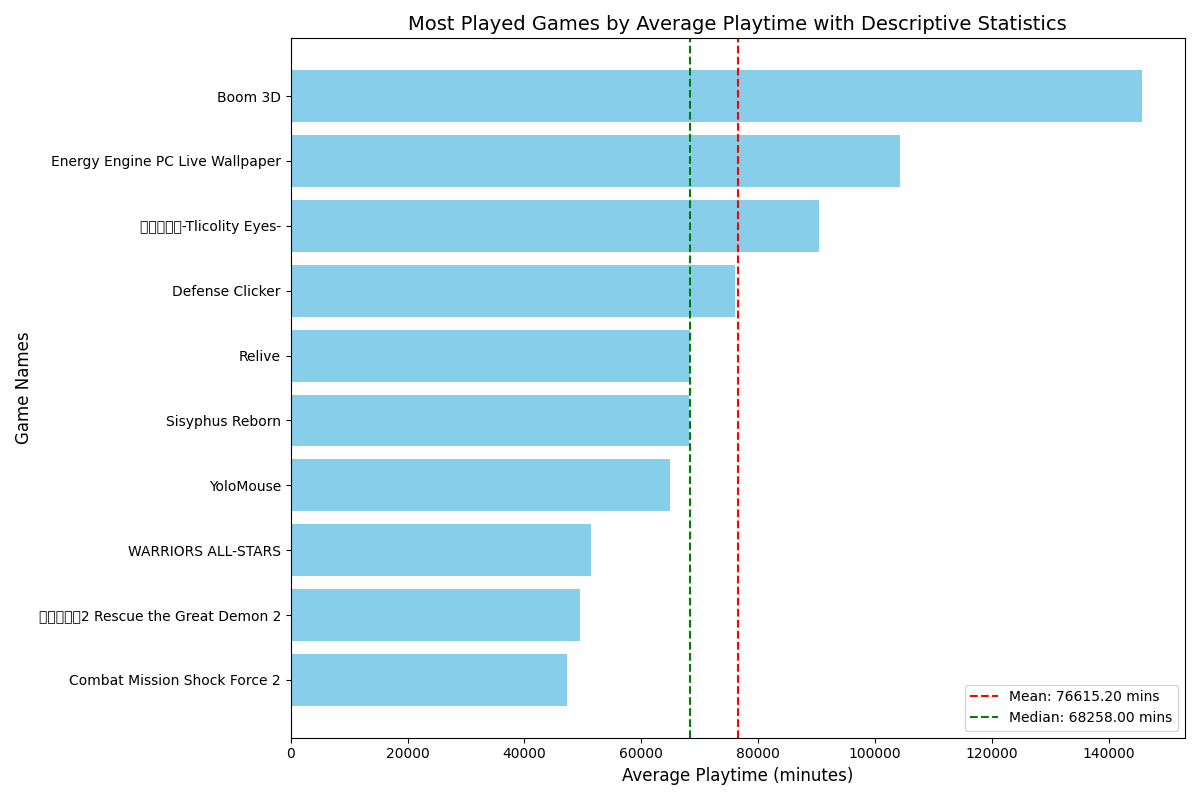 Most Played Games by Average Playtime with Descriptive Statistics
Game Names
Boom 3D
Energy Engine PC Live Wallpaper
-Tlicolity Eyes-
Defense Clicker
Relive
Sisyphus Reborn
YoloMouse
WARRIORS ALL-STARS
2 Rescue the Great Demon 2
Combat Mission Shock Force 2
Mean: 76615.20 mins
Median: 68258.00 mins
0 20000 40000 60000 80000 100000 120000 140000
Average Playtime (minutes)